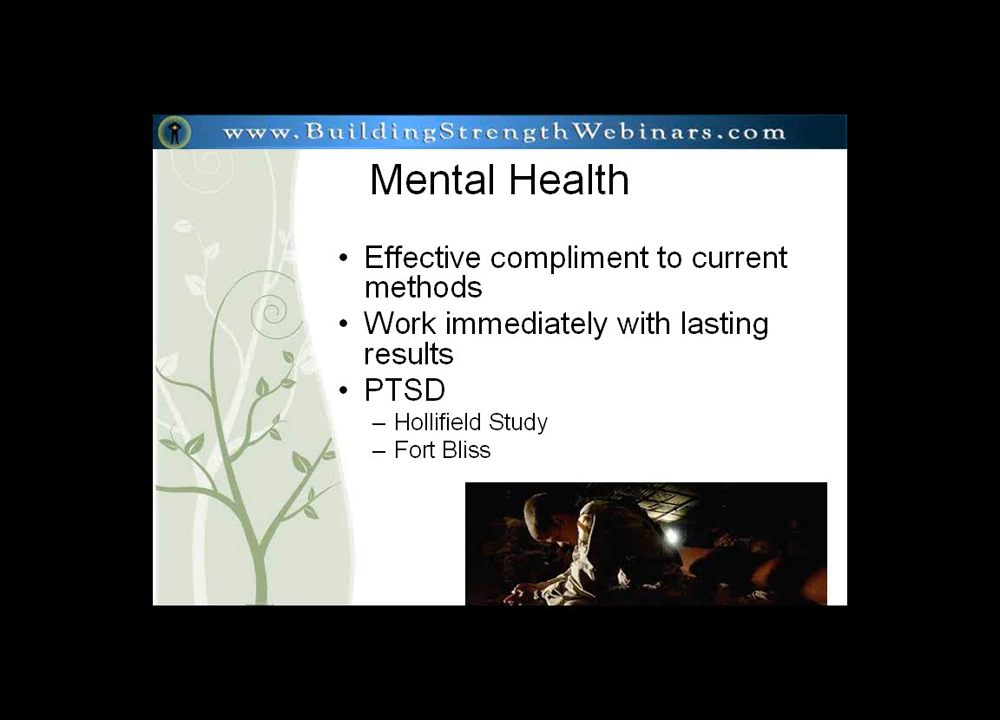 www.BuildingStrengthWebinars.com
Mental Health
• Effective compliment to current
methods
• Work immediately with lasting
results
• PTSD
– Hollifield Study
– Fort Bliss